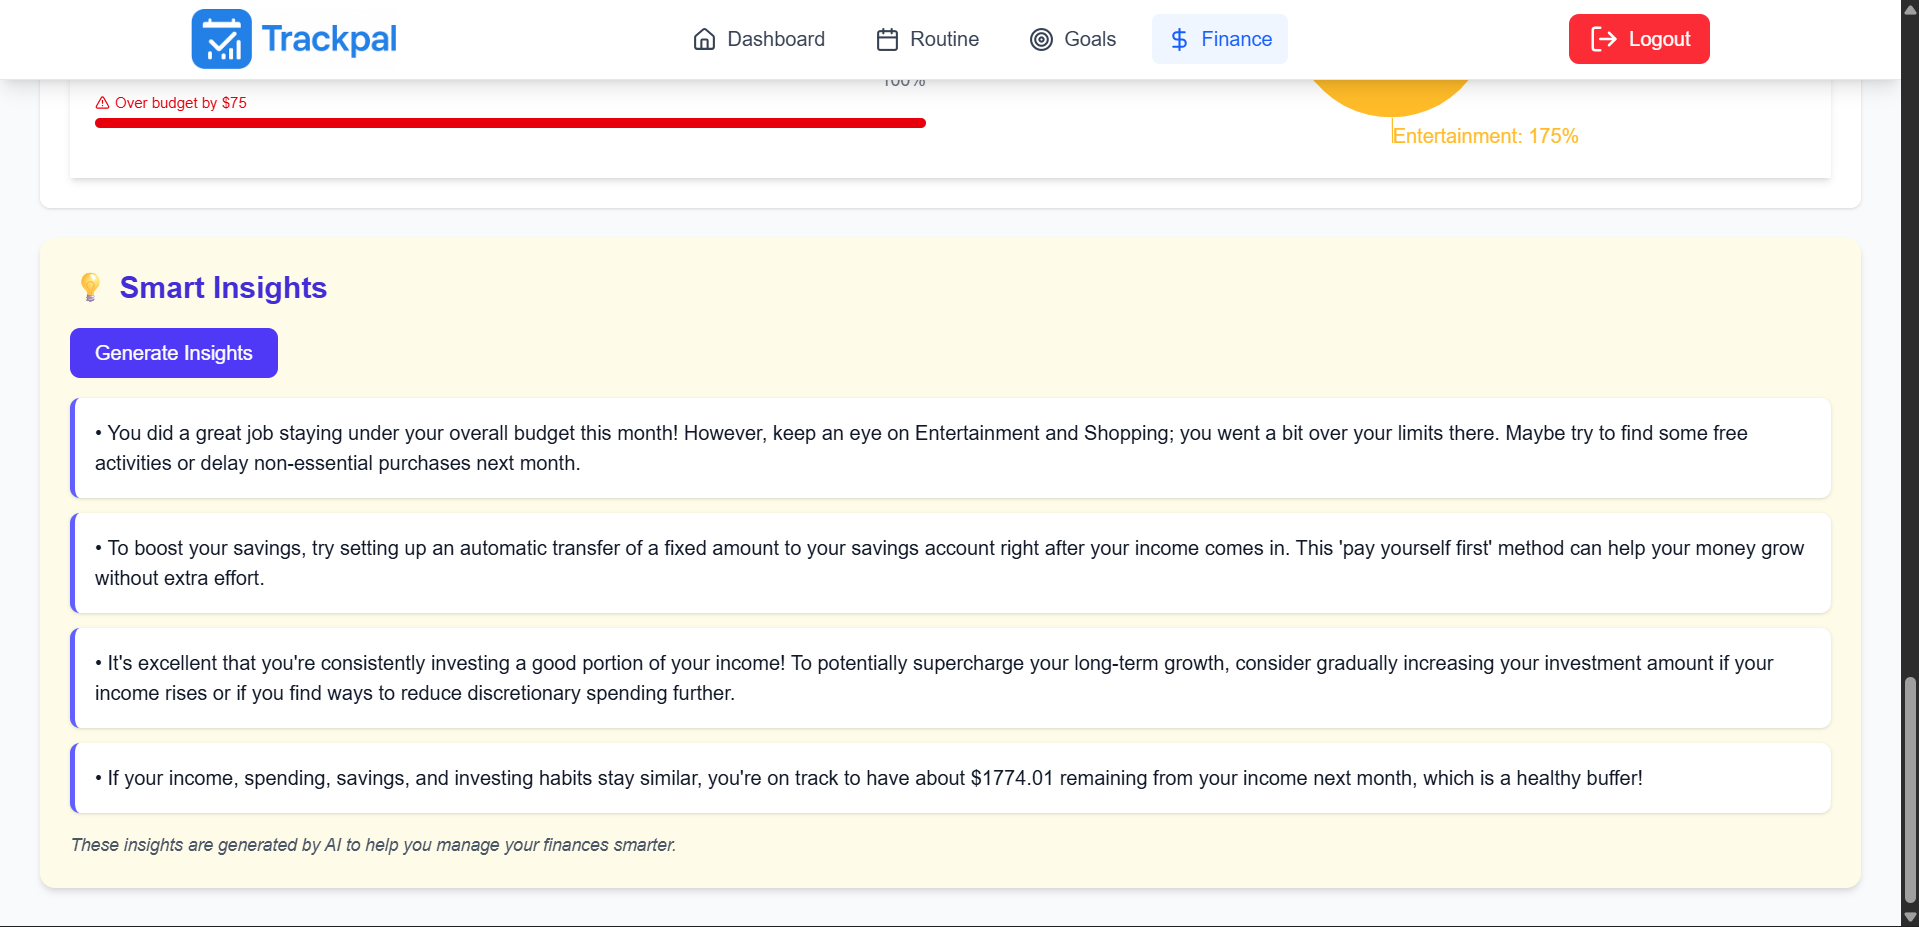 Trackpal
Dashboard
Routine
Goals
Finance
Logout
100%
Over budget by $75
Entertainment: 175%
Smart Insights
Generate Insights
• You did a great job staying under your overall budget this month! However, keep an eye on Entertainment and Shopping; you went a bit over your limits there. Maybe try to find some free
activities or delay non-essential purchases next month.
• To boost your savings, try setting up an automatic transfer of a fixed amount to your savings account right after your income comes in. This 'pay yourself first' method can help your money grow
without extra effort.
• It's excellent that you're consistently investing a good portion of your income! To potentially supercharge your long-term growth, consider gradually increasing your investment amount if your
income rises or if you find ways to reduce discretionary spending further.
• If your income, spending, savings, and investing habits stay similar, you're on track to have about $1774.01 remaining from your income next month, which is a healthy buffer!
These insights are generated by AI to help you manage your finances smarter.